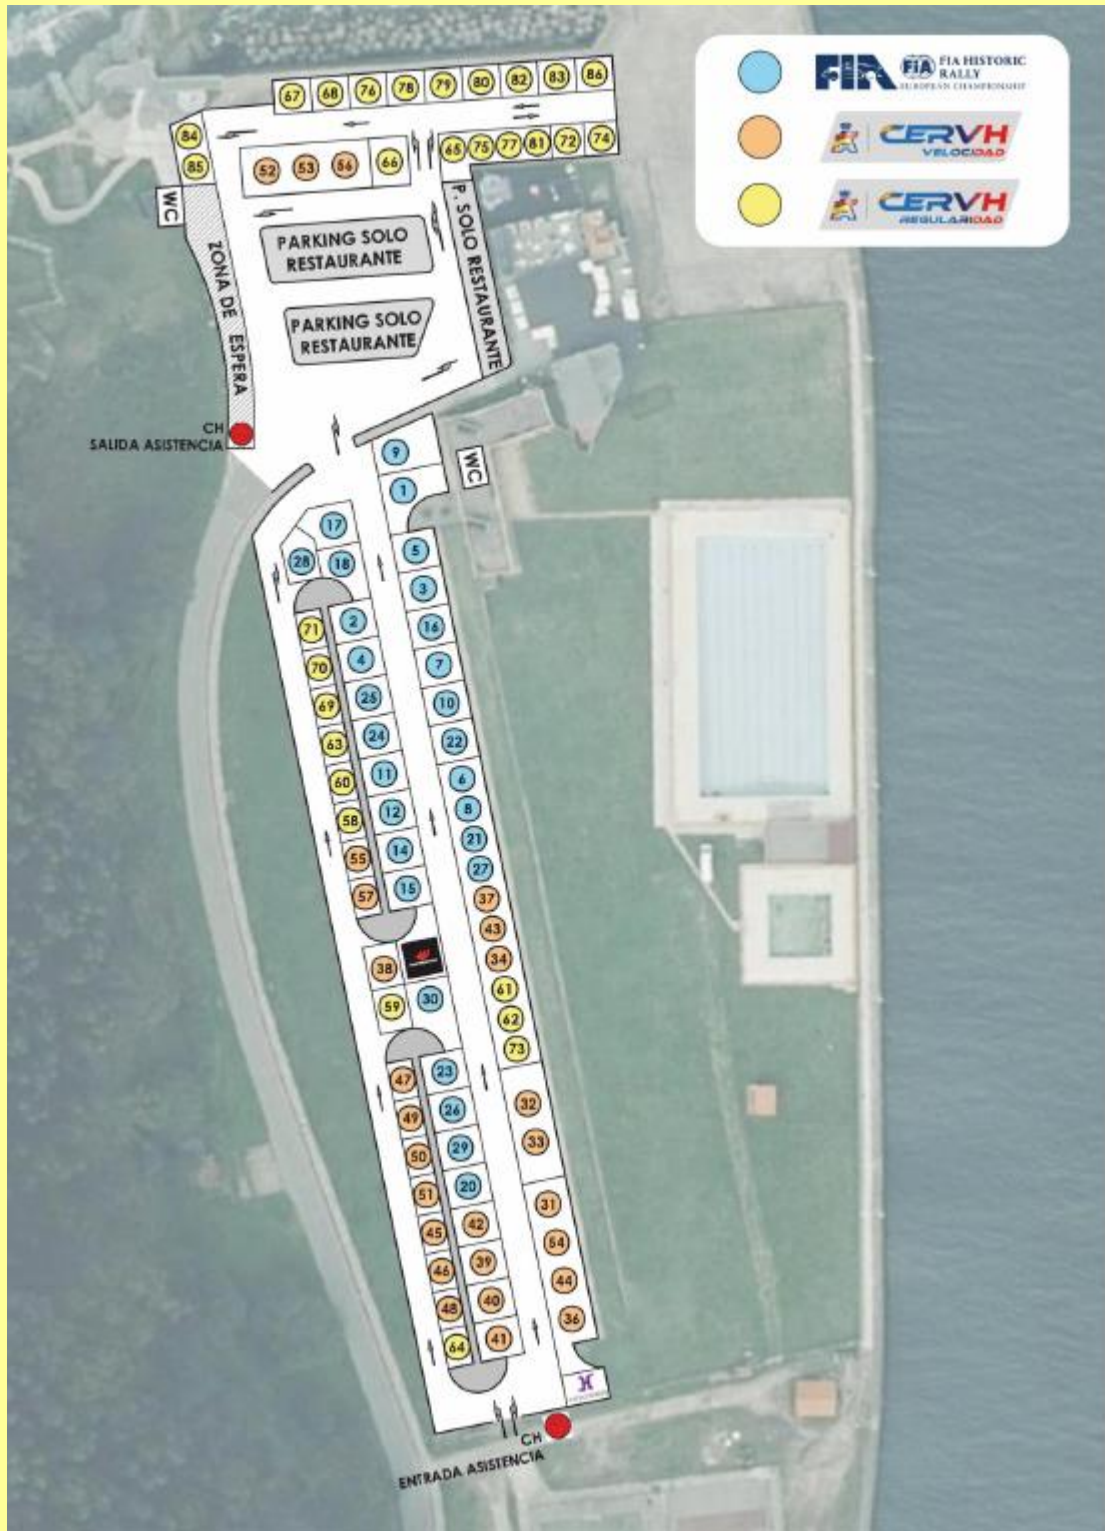 FIA
FIA
FIA HISTORIC
RALLY
EUROPEAN CHAMPIONSHIP
CERVH
VELOCIDAD
CERVH
REGULARIDAD
67 68 76 78 79 80 82 83 86
84
85
52 53 56 66
65 75 77 81 72 74
WC
ZONA DE ESPERA
P. SOLO RESTAURANTE
PARKING SOLO
RESTAURANTE
PARKING SOLO
RESTAURANTE
CH
SALIDA ASISTENCIA
9
WC
1
17
28 18
5
3
71 2 16
70 4 7
69 25 10
63 24 22
60 11 6
58 12 8
55 14 21
57 15 27
37
43
38 34
59 30 61
62
73
47 23
49 26 32
50 29 33
51 20
45 42 31
46 39 54
48 40 44
64 41 36
CH
ENTRADA ASISTENCIA